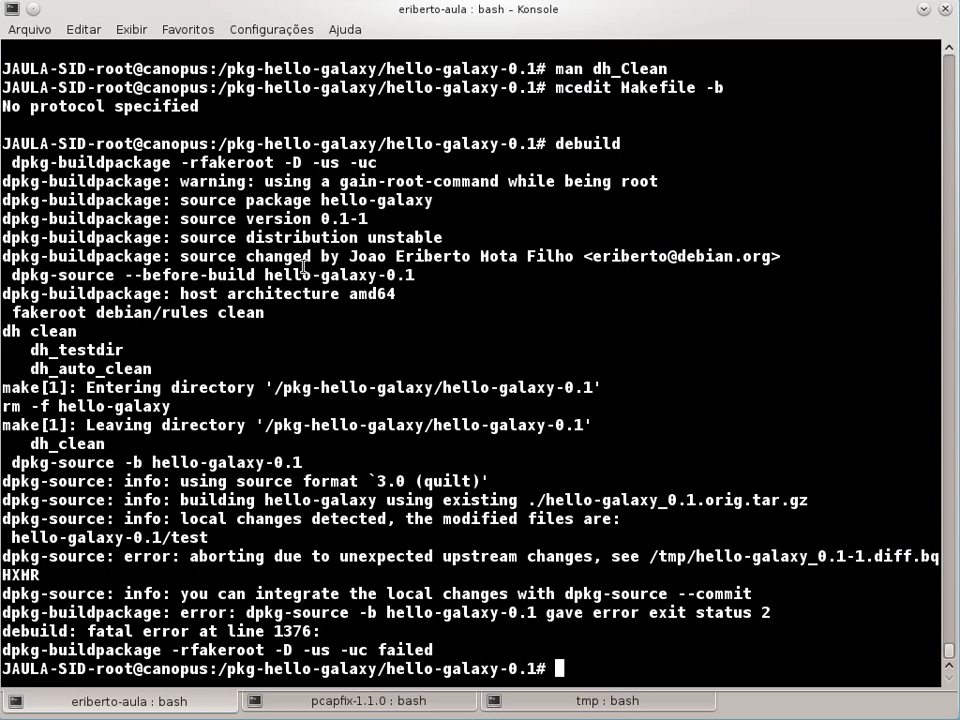 eriberto-aula : bash – Konsole
Arquivo Editar Exibir Favoritos Configurações Ajuda
JAULA-SID-root@canopus:/pkg-hello-galaxy/hello-galaxy-0.1# man dh_Clean
JAULA-SID-root@canopus:/pkg-hello-galaxy/hello-galaxy-0.1# mcedit Hakefile -b
No protocol specified
JAULA-SID-root@canopus:/pkg-hello-galaxy/hello-galaxy-0.1# debuild
dpkg-buildpackage -rfakeroot -D -us -uc
dpkg-buildpackage: warning: using a gain-root-command while being root
dpkg-buildpackage: source package hello-galaxy
dpkg-buildpackage: source version 0.1-1
dpkg-buildpackage: source distribution unstable
dpkg-buildpackage: source changed by Joao Eriberto Hota Filho <eriberto@debian.org>
dpkg-source --before-build hello-galaxy-0.1
dpkg-buildpackage: host architecture amd64
fakeroot debian/rules clean
dh clean
dh_testdir
dh_auto_clean
make[1]: Entering directory '/pkg-hello-galaxy/hello-galaxy-0.1'
rm -f hello-galaxy
make[1]: Leaving directory '/pkg-hello-galaxy/hello-galaxy-0.1'
dh_clean
dpkg-source -b hello-galaxy-0.1
dpkg-source: info: using source format `3.0 (quilt)'
dpkg-source: info: building hello-galaxy using existing ./hello-galaxy_0.1.orig.tar.gz
dpkg-source: info: local changes detected, the modified files are:
hello-galaxy-0.1/test
dpkg-source: error: aborting due to unexpected upstream changes, see /tmp/hello-galaxy_0.1-1.diff.bq
HXHR
dpkg-source: info: you can integrate the local changes with dpkg-source --commit
dpkg-buildpackage: error: dpkg-source -b hello-galaxy-0.1 gave error exit status 2
debuild: fatal error at line 1376:
dpkg-buildpackage -rfakeroot -D -us -uc failed
JAULA-SID-root@canopus:/pkg-hello-galaxy/hello-galaxy-0.1#
eriberto-aula : bash pcapfix-1.1.0 : bash tmp : bash